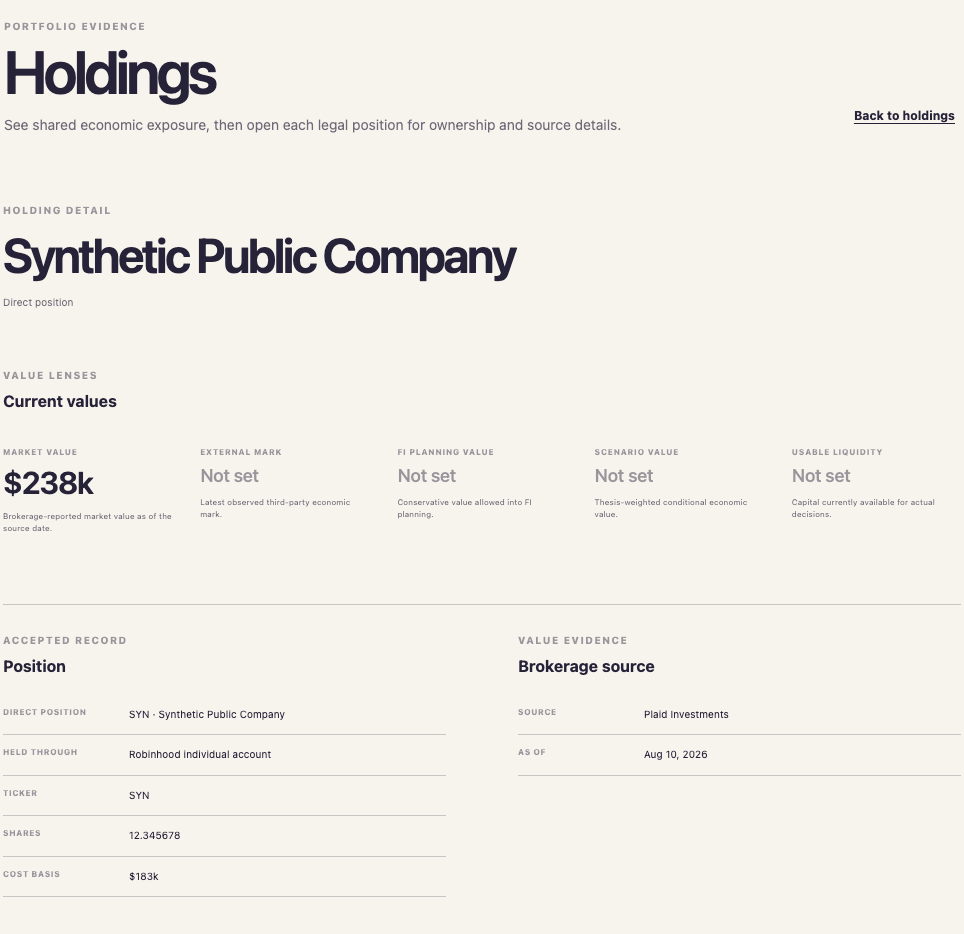 PORTFOLIO EVIDENCE
Holdings
See shared economic exposure, then open each legal position for ownership and source details.
Back to holdings
HOLDING DETAIL
Synthetic Public Company
Direct position
VALUE LENSES
Current values
MARKET VALUE
$238k
Brokerage-reported market value as of the
source date.
EXTERNAL MARK
Not set
Latest observed third-party economic
mark.
FI PLANNING VALUE
Not set
Conservative value allowed into FI
planning.
SCENARIO VALUE
Not set
Thesis-weighted conditional economic
value.
USABLE LIQUIDITY
Not set
Capital currently available for actual
decisions.
ACCEPTED RECORD
Position
DIRECT POSITION SYN · Synthetic Public Company
HELD THROUGH Robinhood individual account
TICKER SYN
SHARES 12.345678
COST BASIS $183k
VALUE EVIDENCE
Brokerage source
SOURCE Plaid Investments
AS OF Aug 10, 2026